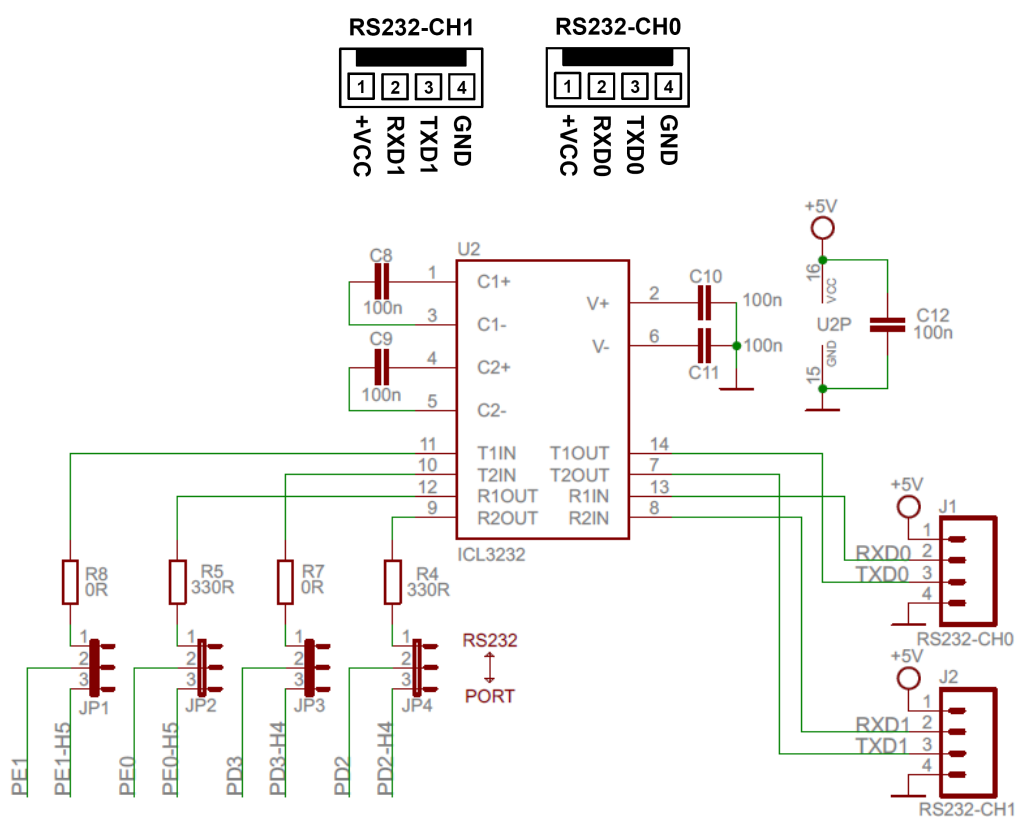 RS232-CH1 RS232-CH0
1 2 3 4 1 2 3 4
+VCC RXD1 TXD1 GND +VCC RXD0 TXD0 GND
+5V
U2
C8 1 C1+
100n
3 C1-
C9 4 C2+
100n
5 C2-
V+ 2 C10 100n
V- 6 100n
C11
16 VCC
U2P
C12
100n
15 GND
11 T1IN T1OUT 14
10 T2IN T2OUT 7
12 R1OUT R1IN 13
9 R2OUT R2IN 8
ICL3232
+5V J1
1
RXD0 2
TXD0 3
4
RS232-CH0
R8 R5 R7 R4
0R 330R 0R 330R
1 1 1 1 RS232
2 2 2 2
3 3 3 3 PORT
JP1 JP2 JP3 JP4
+5V J2
1
RXD1 2
TXD1 3
4
RS232-CH1
PE1 PE1-H5 PE0 PE0-H5 PD3 PD3-H4 PD2 PD2-H4